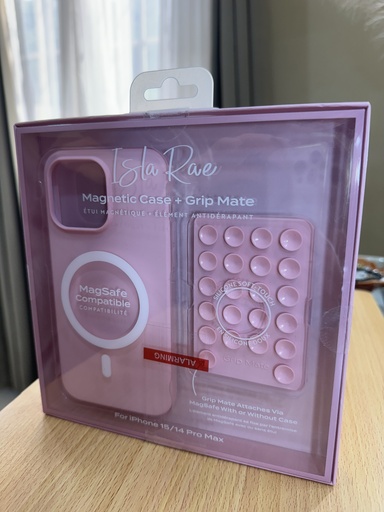 Isla Rae
Magnetic Case + Grip Mate
ÉTUI MAGNÉTIQUE + ÉLÉMENT ANTIDÉRAPANT
MagSafe
Compatible
COMPATIBILITÉ
ALARMING
Grip Mate Attaches Via
MagSafe With or Without Case
For iPhone 15/14 Pro Max